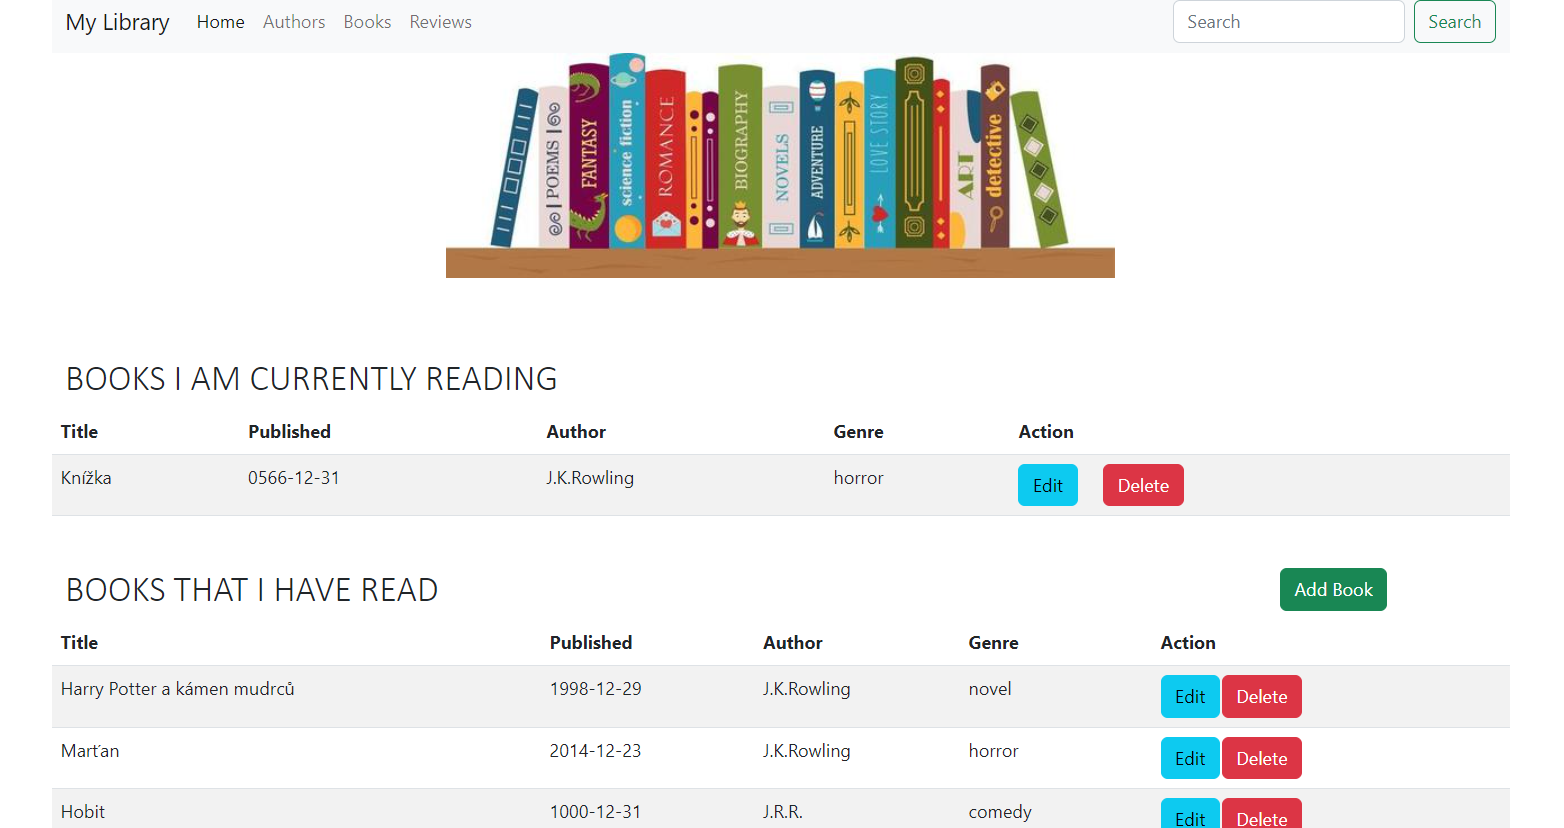 My Library Home Authors Books Reviews Search Search
POEMS FANTASY science fiction ROMANCE BIOGRAPHY NOVELS ADVENTURE LOVE STORY ART detective
BOOKS I AM CURRENTLY READING
Title Published Author Genre Action
Knížka 0566-12-31 J.K.Rowling horror Edit Delete
BOOKS THAT I HAVE READ Add Book
Title Published Author Genre Action
Harry Potter a kámen mudrců 1998-12-29 J.K.Rowling novel Edit Delete
Marťan 2014-12-23 J.K.Rowling horror Edit Delete
Hobit 1000-12-31 J.R.R. comedy Edit Delete